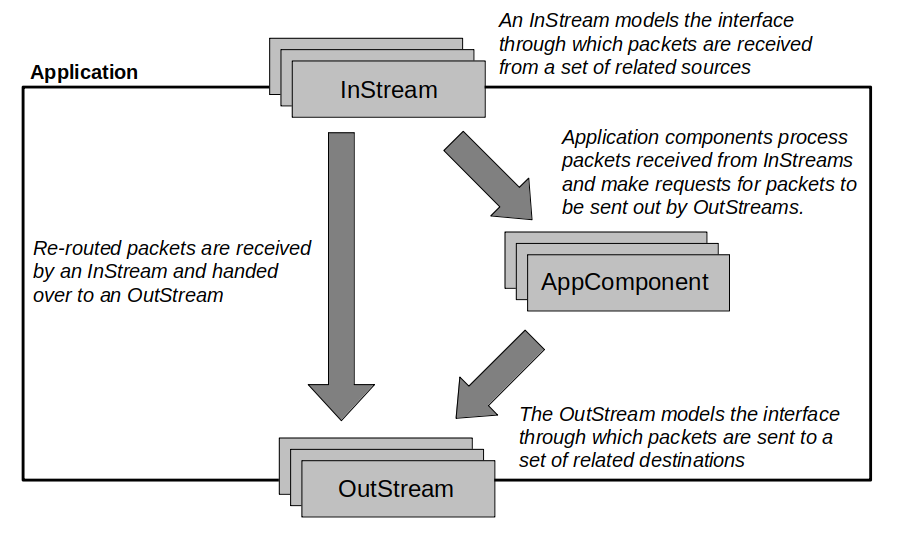 An InStream models the interface
through which packets are received
from a set of related sources
Application
InStream
Application components process
packets received from InStreams
and make requests for packets to
be sent out by OutStreams.
Re-routed packets are received
by an InStream and handed
over to an OutStream
AppComponent
The OutStream models the interface
through which packets are sent to a
set of related destinations
OutStream